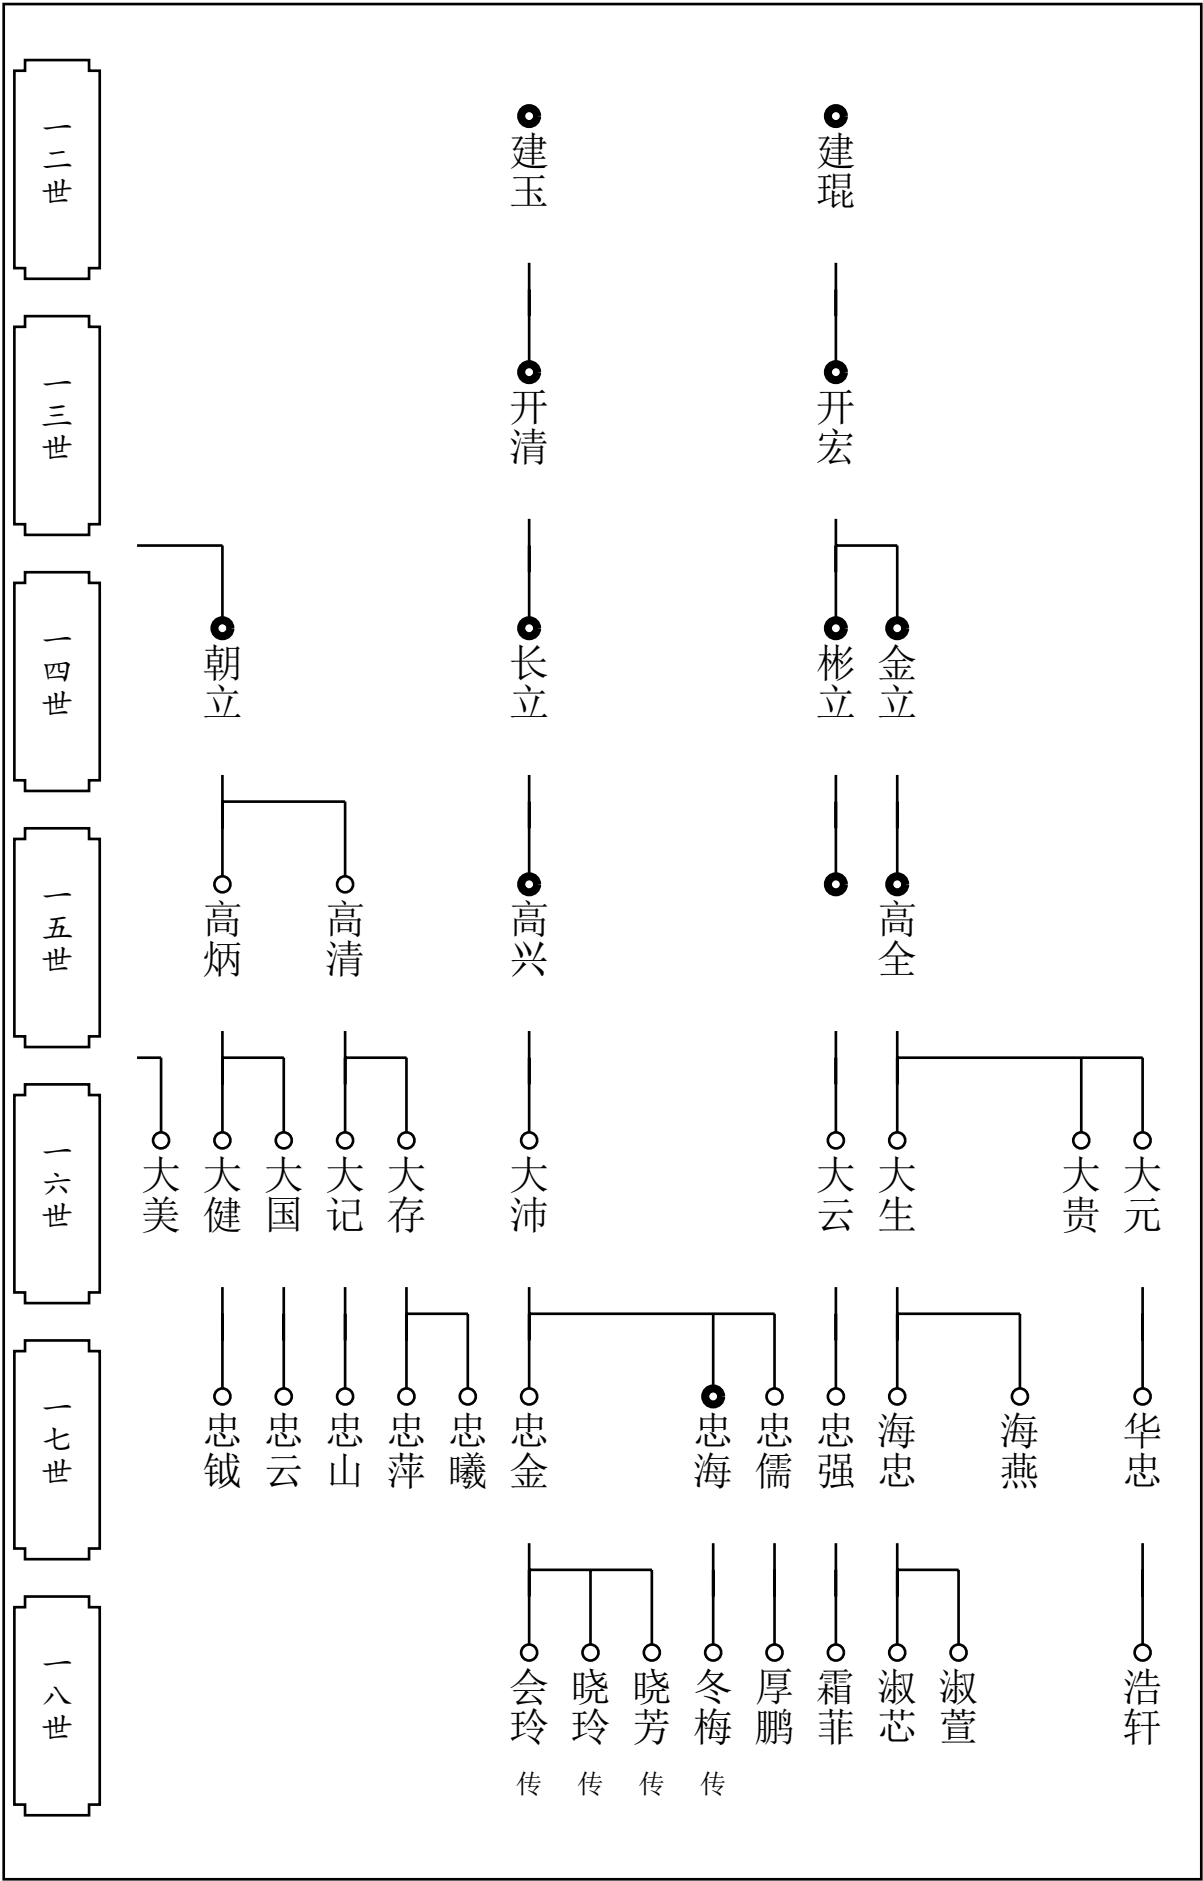 一二世
建玉
建琨
一三世
开清
开宏
一四世
朝立
长立
彬立
金立
一五世
高炳
高清
高兴
高全
一六世
大美
大健
大国
大记
大存
大沛
大云
大生
大贵
大元
一七世
忠钺
忠云
忠山
忠萍
忠曦
忠金
忠海
忠儒
忠强
海忠
海燕
华忠
一八世
会玲
传
晓玲
传
晓芳
传
冬梅
传
厚鹏
霜菲
淑芯
淑萱
浩轩